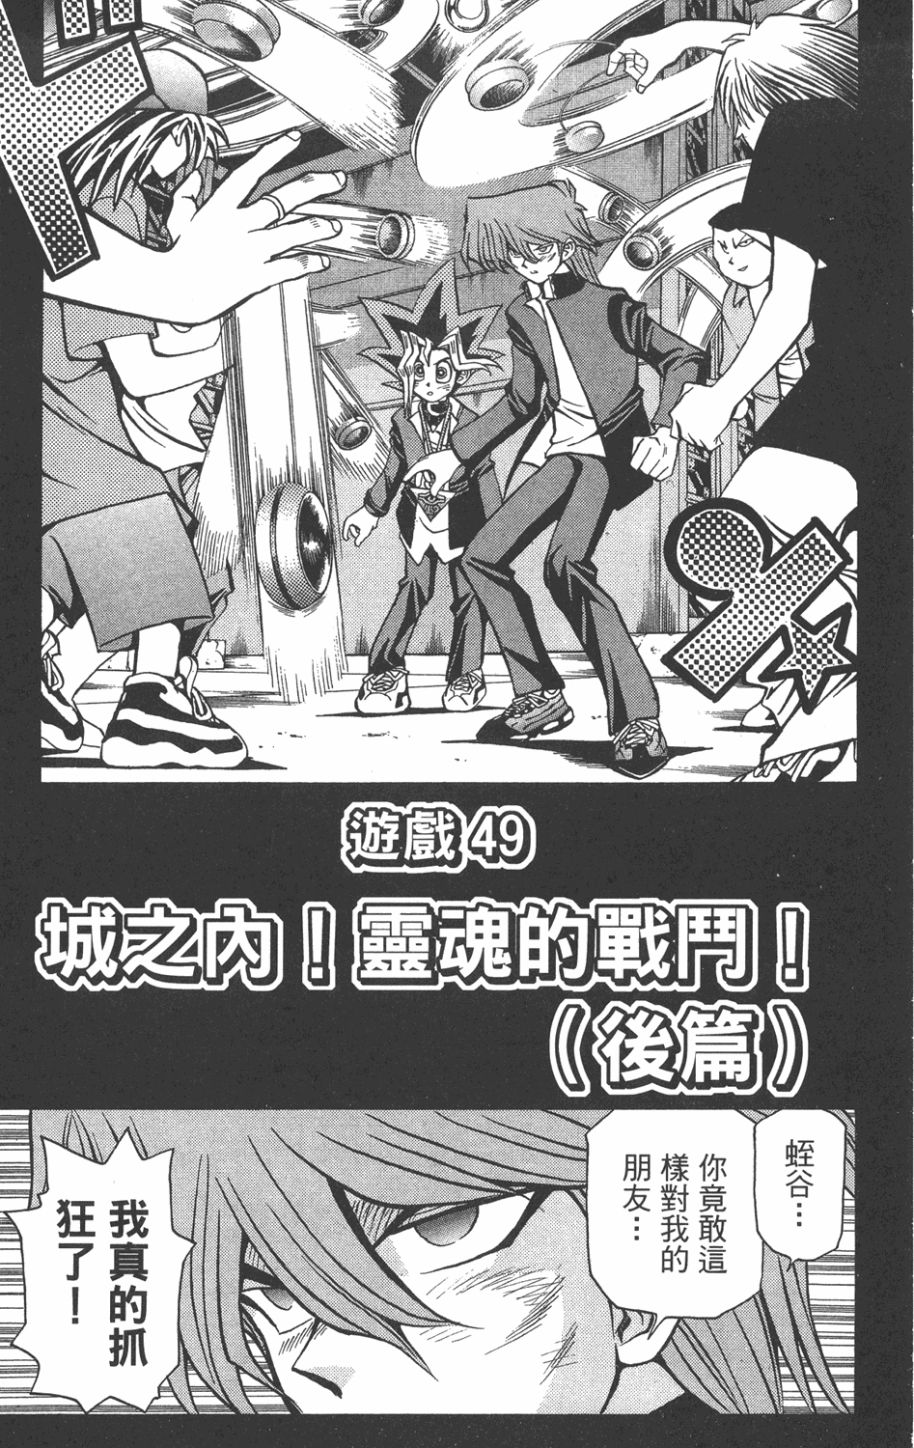 遊戲49
城之內！靈魂的戰鬥！
（後篇）
蛭谷…
你竟敢這
樣對我的
朋友…
我真的抓
狂了！